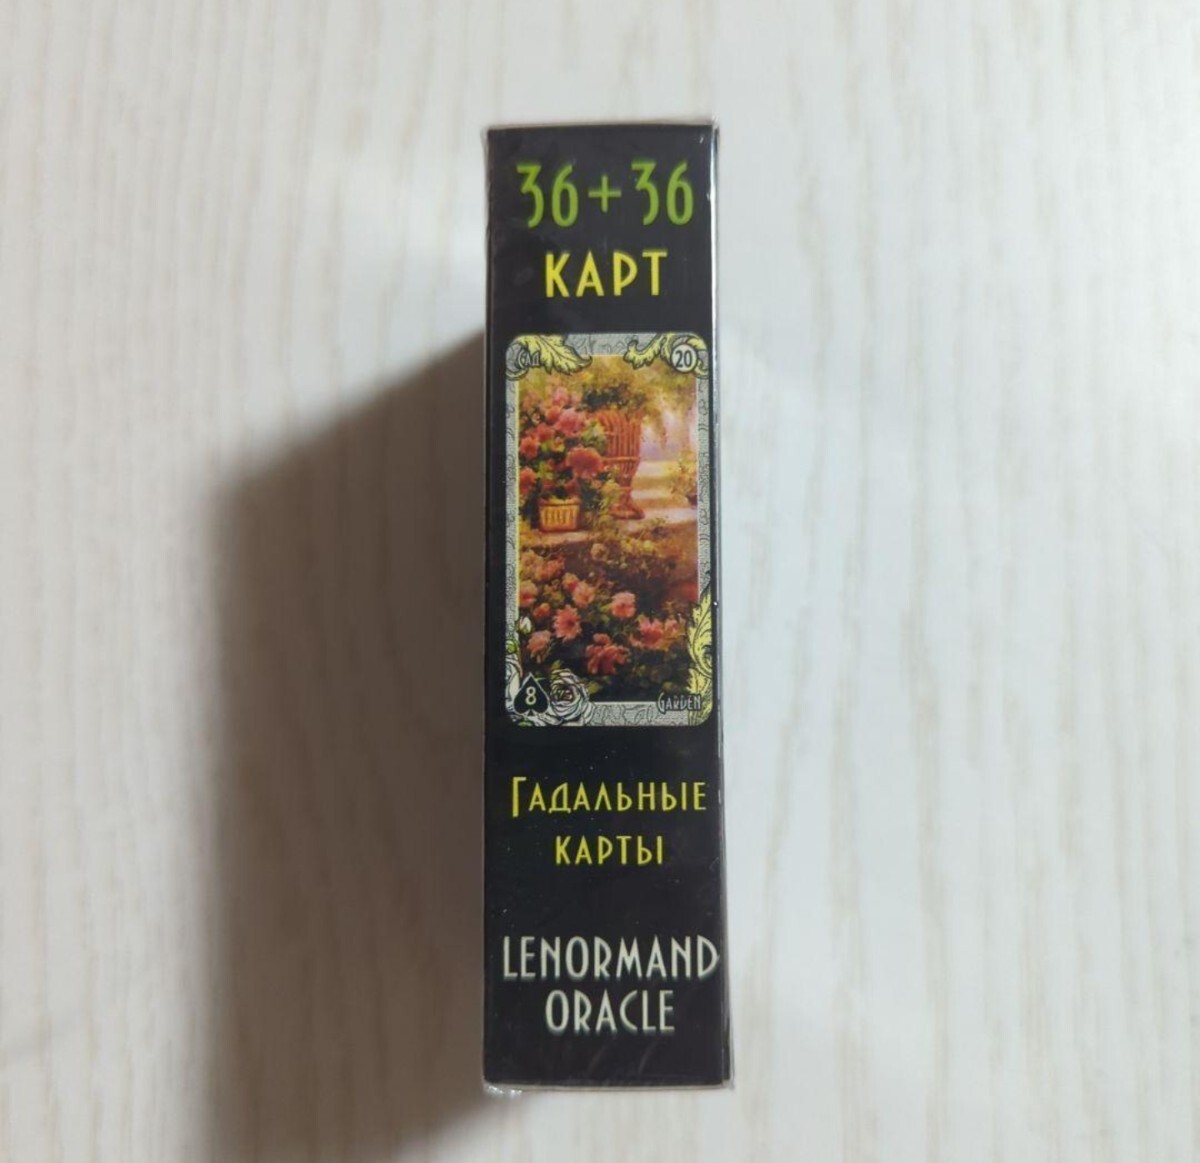 36+36
КАРТ
САД
20
8
GARDEN
ГАДАЛЬНЫЕ
КАРТЫ
LENORMAND
ORACLE